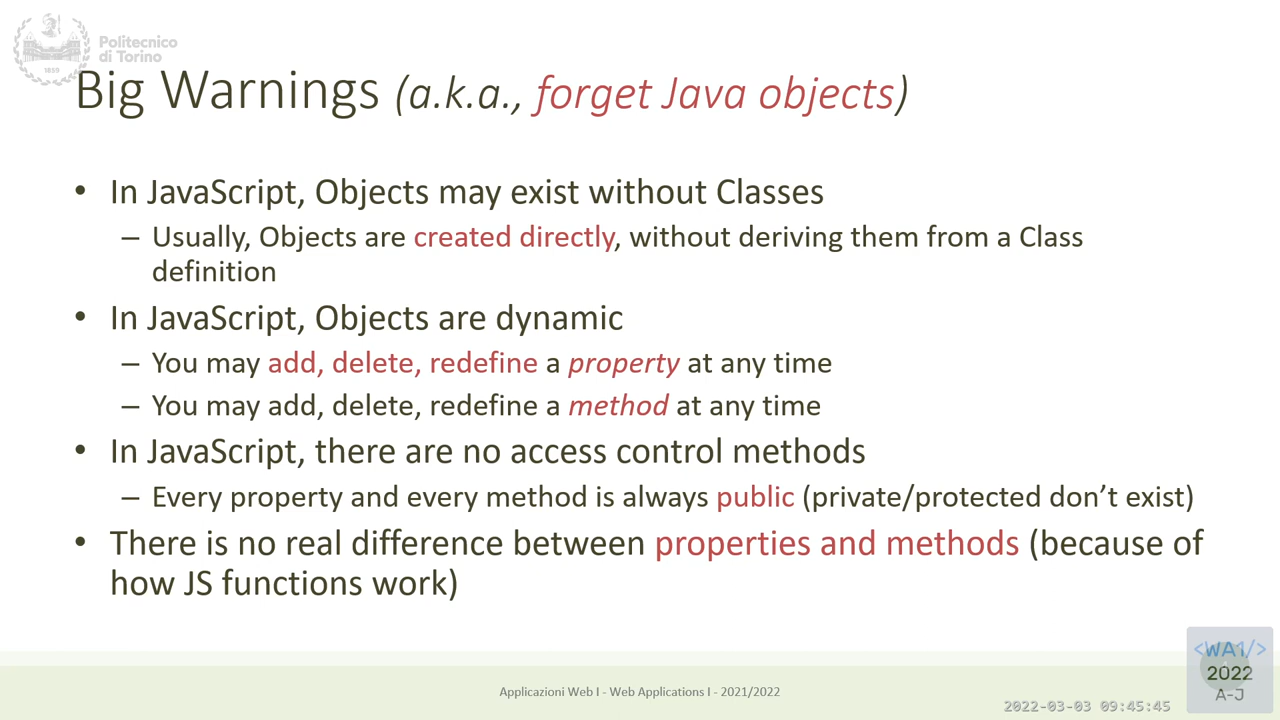 Politecnico
di Torino
1859
Big Warnings (a.k.a., forget Java objects)
• In JavaScript, Objects may exist without Classes
– Usually, Objects are created directly, without deriving them from a Class
definition
• In JavaScript, Objects are dynamic
– You may add, delete, redefine a property at any time
– You may add, delete, redefine a method at any time
• In JavaScript, there are no access control methods
– Every property and every method is always public (private/protected don’t exist)
• There is no real difference between properties and methods (because of
how JS functions work)
Applicazioni Web I - Web Applications I - 2021/2022
<WA1/>
2022
A-J
2022-03-03 09:45:45